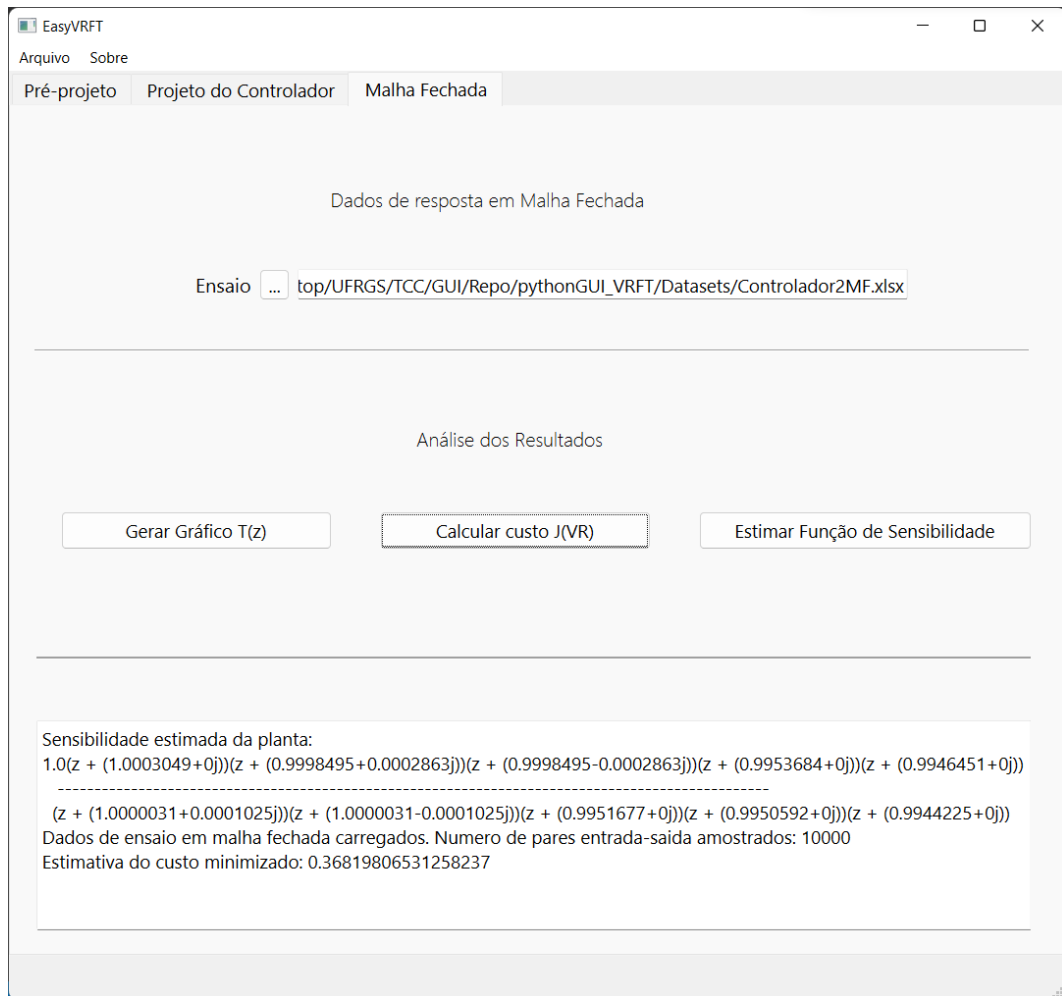 EasyVRFT
Arquivo Sobre
Pré-projeto Projeto do Controlador Malha Fechada
Dados de resposta em Malha Fechada
Ensaio ... top/UFRGS/TCC/GUI/Repo/pythonGUI_VRFT/Datasets/Controlador2MF.xlsx
Análise dos Resultados
Gerar Gráfico T(z) Calcular custo J(VR) Estimar Função de Sensibilidade
Sensibilidade estimada da planta:
1.0(z + (1.0003049+0j))(z + (0.9998495+0.0002863j))(z + (0.9998495-0.0002863j))(z + (0.9953684+0j))(z + (0.9946451+0j))
------------------------------------------------------------------------------------------------
(z + (1.0000031+0.0001025j))(z + (1.0000031-0.0001025j))(z + (0.9951677+0j))(z + (0.9950592+0j))(z + (0.9944225+0j))
Dados de ensaio em malha fechada carregados. Numero de pares entrada-saida amostrados: 10000
Estimativa do custo minimizado: 0.36819806531258237